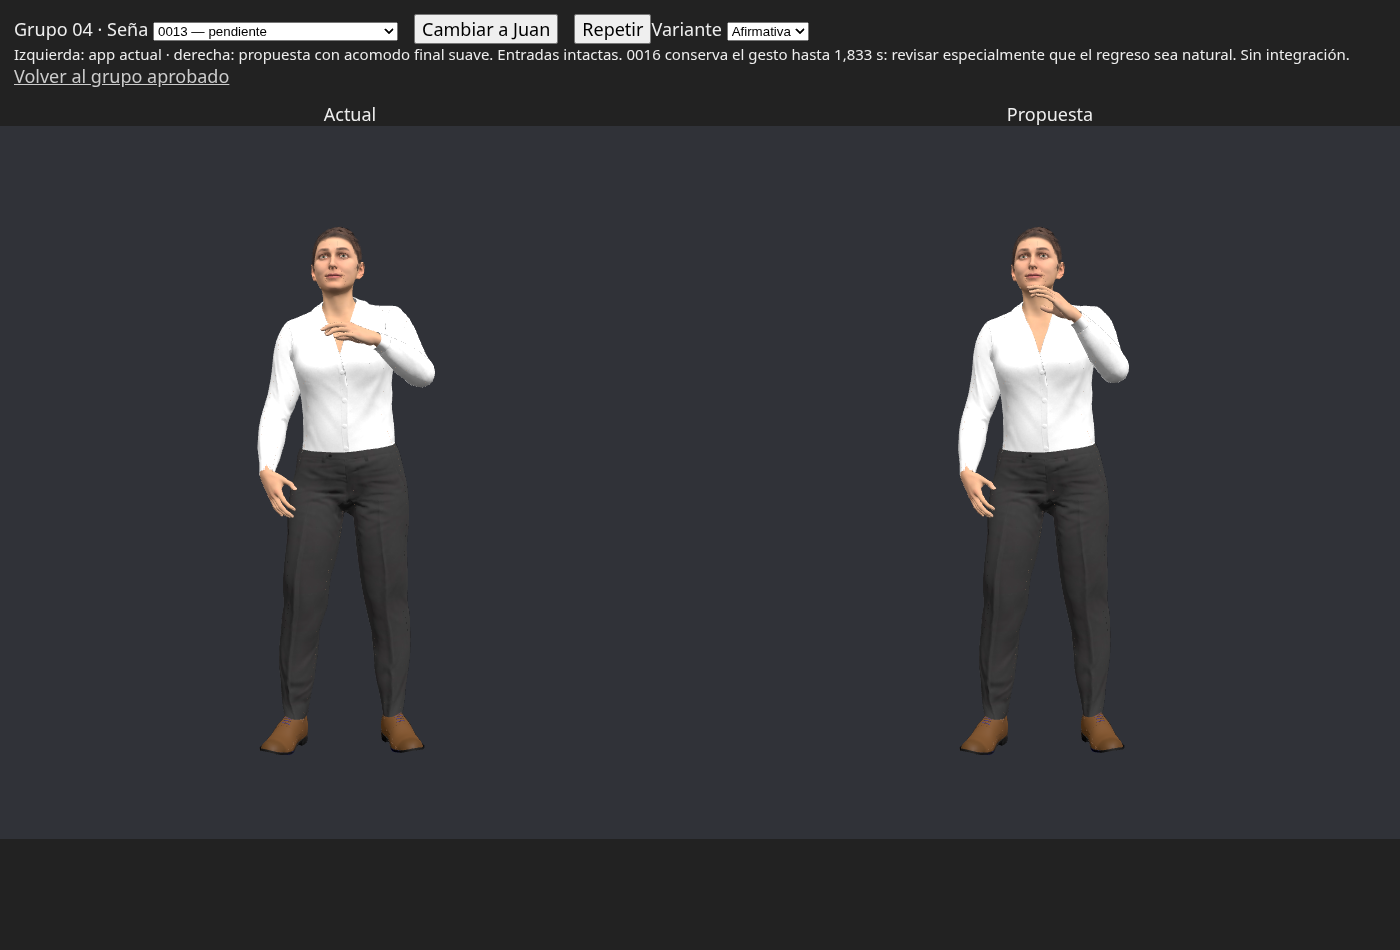 Grupo 04 · Seña 0013 — pendiente Cambiar a Juan Repetir Variante Afirmativa
Izquierda: app actual · derecha: propuesta con acomodo final suave. Entradas intactas. 0016 conserva el gesto hasta 1,833 s: revisar especialmente que el regreso sea natural. Sin integración.
Volver al grupo aprobado
Actual Propuesta